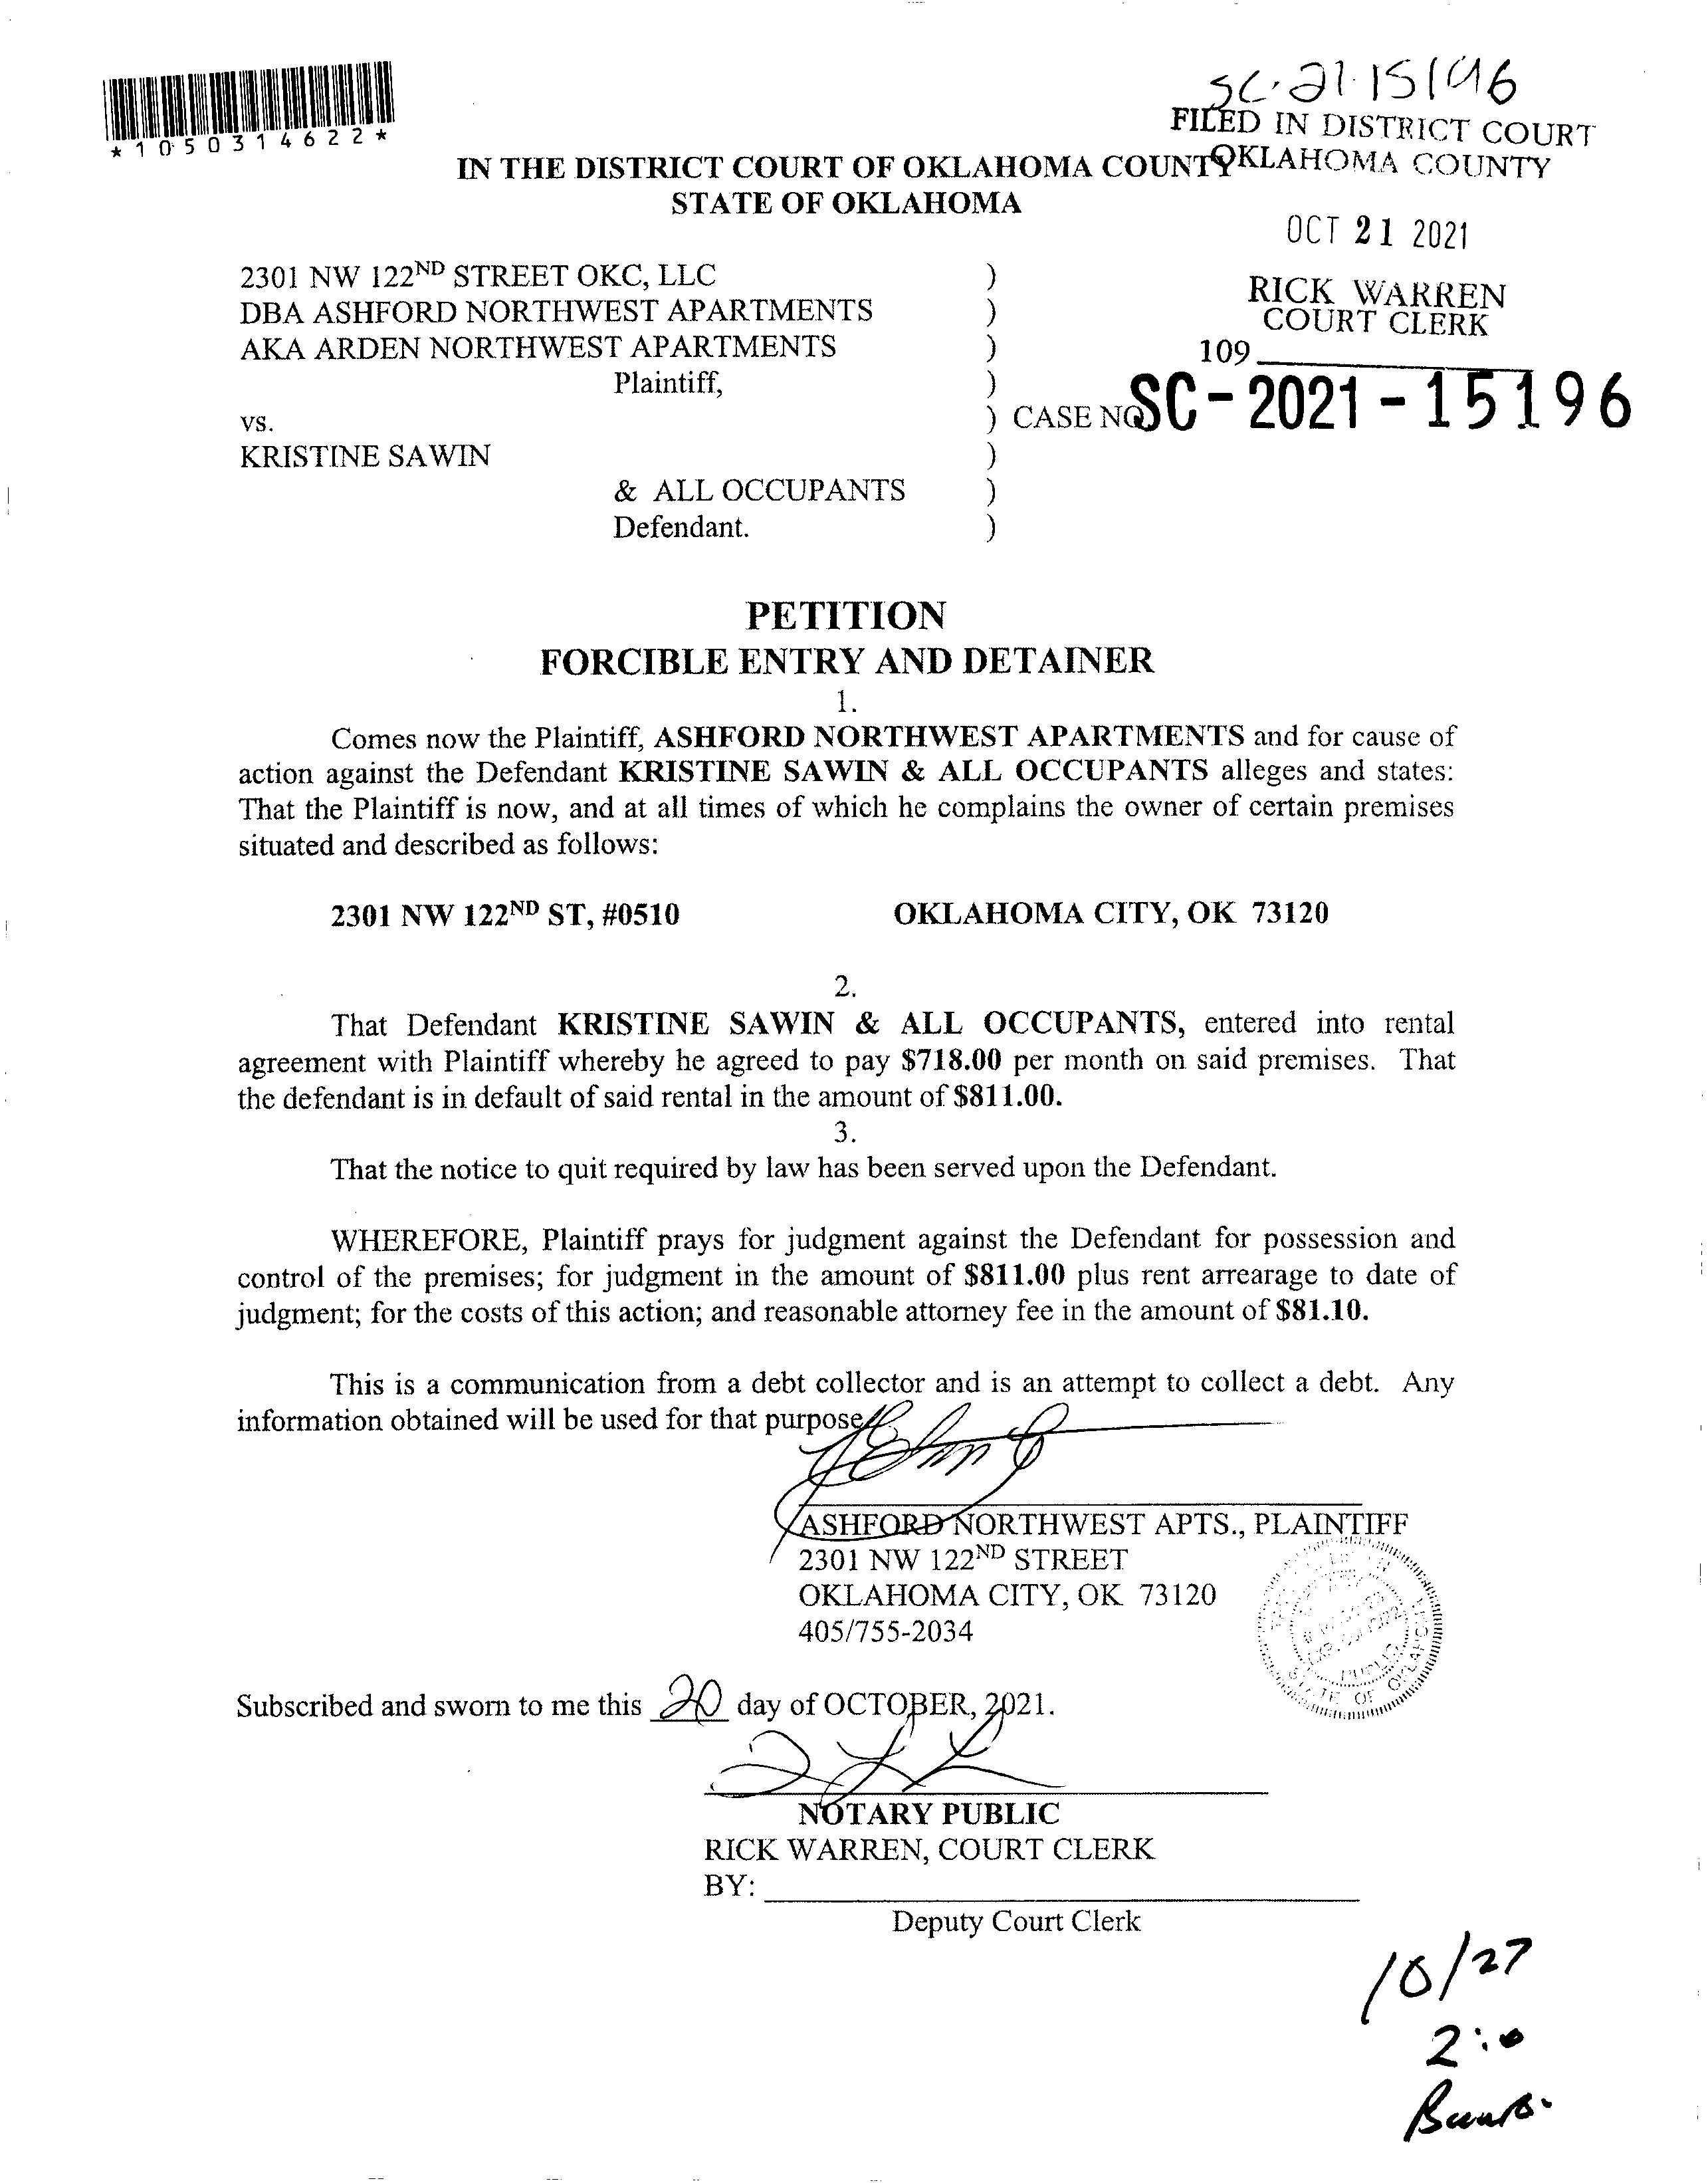 SC-21-15196
FILED IN DISTRICT COURT
OKLAHOMA COUNTY
*1050314622*
IN THE DISTRICT COURT OF OKLAHOMA COUNTY
STATE OF OKLAHOMA
OCT 21 2021
RICK WARREN
COURT CLERK
109
2301 NW 122ND STREET OKC, LLC )
DBA ASHFORD NORTHWEST APARTMENTS )
AKA ARDEN NORTHWEST APARTMENTS )
Plaintiff, )
vs. ) CASE NO. SC-2021-15196
KRISTINE SAWIN )
& ALL OCCUPANTS )
Defendant. )
PETITION
FORCIBLE ENTRY AND DETAINER
1.
Comes now the Plaintiff, ASHFORD NORTHWEST APARTMENTS and for cause of
action against the Defendant KRISTINE SAWIN & ALL OCCUPANTS alleges and states:
That the Plaintiff is now, and at all times of which he complains the owner of certain premises
situated and described as follows:
2301 NW 122ND ST, #0510 OKLAHOMA CITY, OK 73120
2.
That Defendant KRISTINE SAWIN & ALL OCCUPANTS, entered into rental
agreement with Plaintiff whereby he agreed to pay $718.00 per month on said premises. That
the defendant is in default of said rental in the amount of $811.00.
3.
That the notice to quit required by law has been served upon the Defendant.
WHEREFORE, Plaintiff prays for judgment against the Defendant for possession and
control of the premises; for judgment in the amount of $811.00 plus rent arrearage to date of
judgment; for the costs of this action; and reasonable attorney fee in the amount of $81.10.
This is a communication from a debt collector and is an attempt to collect a debt. Any
information obtained will be used for that purpose.
ASHFORD NORTHWEST APTS., PLAINTIFF
2301 NW 122ND STREET
OKLAHOMA CITY, OK 73120
405/755-2034
PUBLIC
STATE OF OKLAHOMA
Subscribed and sworn to me this 20 day of OCTOBER, 2021.
NOTARY PUBLIC
RICK WARREN, COURT CLERK
BY:
Deputy Court Clerk
10/27